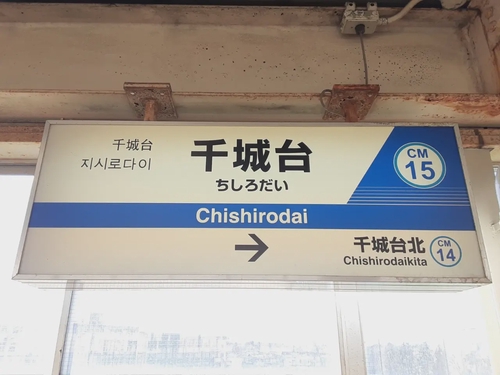 千城台
지시로다이
千城台
ちしろだい
CM
15
Chishirodai
→
千城台北
Chishirodaikita
CM
14